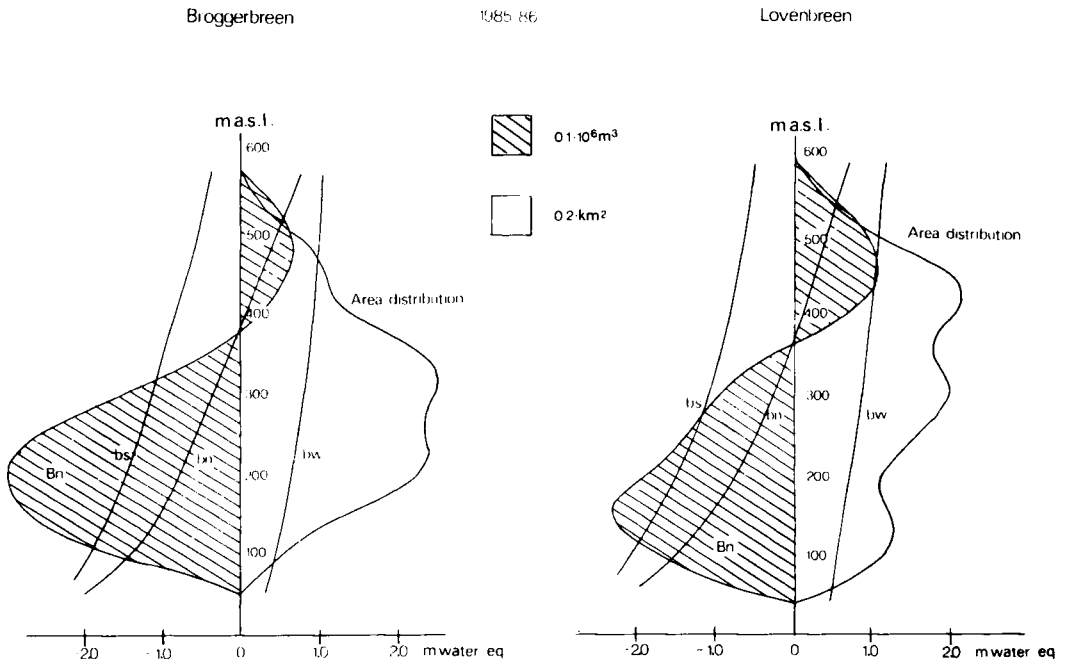 Broggerbreen
1985 86
Lovenbreen
m a.s.l.
600
500
400
300
200
100
Area distribution
Bn
bs
bn
bw
-2.0 -1.0 0 1.0 2.0 m water eq
0 1·10⁶m³
0 2·km²
m a.s.l.
600
500
400
300
200
100
Area distribution
bs
bn
bw
Bn
-2.0 -1.0 0 1.0 2.0 m water eq